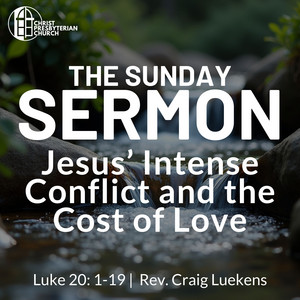 CHRIST
PRESBYTERIAN
CHURCH
THE SUNDAY
SERMON
Jesus’ Intense
Conflict and the
Cost of Love
Luke 20: 1-19 | Rev. Craig Luekens